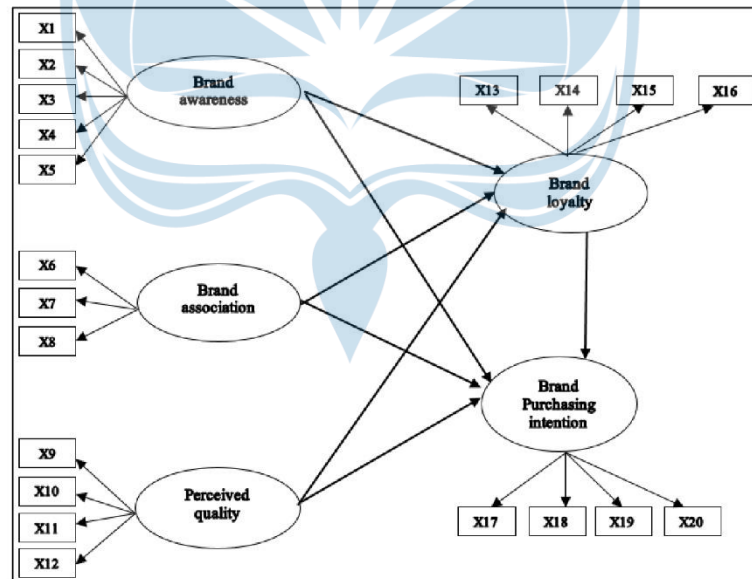 X1
X2
X3
X4
X5
Brand
awareness
X13
X14
X15
X16
Brand
loyalty
X6
X7
X8
Brand
association
Brand
Purchasing
intention
X9
X10
X11
X12
Perceived
quality
X17
X18
X19
X20